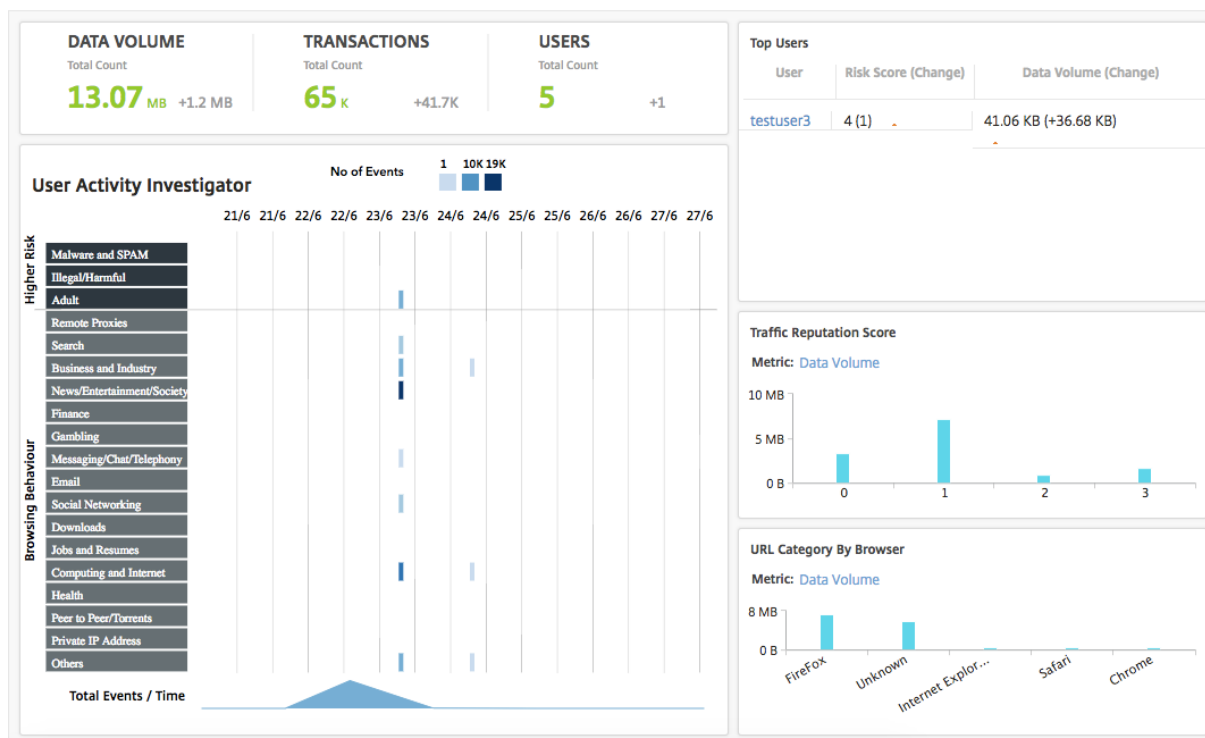 DATA VOLUME
Total Count
13.07 MB +1.2 MB
TRANSACTIONS
Total Count
65 K +41.7K
USERS
Total Count
5 +1
User Activity Investigator
No of Events
1 10K 19K
21/6 21/6 22/6 22/6 23/6 23/6 24/6 24/6 25/6 25/6 26/6 26/6 27/6 27/6
Higher Risk
Malware and SPAM
Illegal/Harmful
Adult
Browsing Behaviour
Remote Proxies
Search
Business and Industry
News/Entertainment/Society
Finance
Gambling
Messaging/Chat/Telephony
Email
Social Networking
Downloads
Jobs and Resumes
Computing and Internet
Health
Peer to Peer/Torrents
Private IP Address
Others
Total Events / Time
Top Users
User Risk Score (Change) Data Volume (Change)
testuser3 4 (1) 41.06 KB (+36.68 KB)
Traffic Reputation Score
Metric: Data Volume
10 MB
5 MB
0 B
0 1 2 3
URL Category By Browser
Metric: Data Volume
8 MB
0 B
FireFox Unknown Internet Explor... Safari Chrome